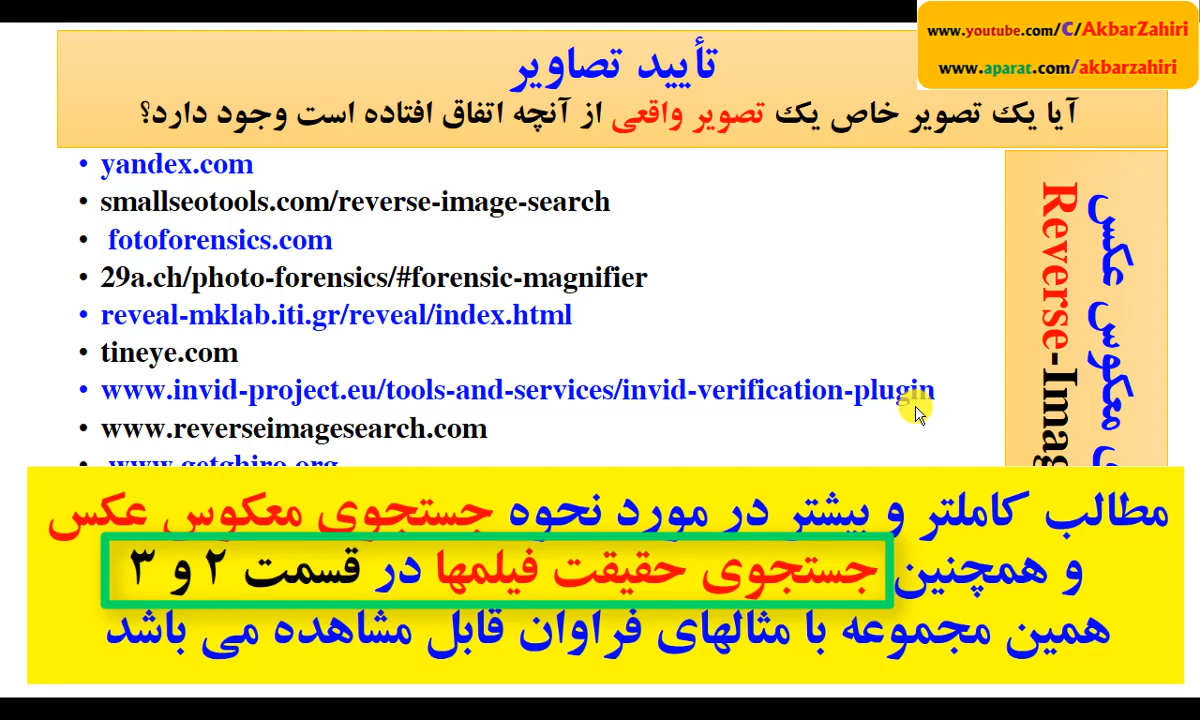 www.youtube.com/C/AkbarZahiri
www.aparat.com/akbarzahiri
تأیید تصاویر
آیا یک تصویر خاص یک تصویر واقعی از آنچه اتفاق افتاده است وجود دارد؟
• yandex.com
• smallseotools.com/reverse-image-search
• fotoforensics.com
• 29a.ch/photo-forensics/#forensic-magnifier
• reveal-mklab.iti.gr/reveal/index.html
• tineye.com
• www.invid-project.eu/tools-and-services/invid-verification-plugin
• www.reverseimagesearch.com
• www.getghiro.org
معکوس عکس
Reverse-Imag
مطالب کاملتر و بیشتر در مورد نحوه جستجوی معکوس عکس
و همچنین جستجوی حقیقت فیلمها در قسمت ۲ و ۳
همین مجموعه با مثالهای فراوان قابل مشاهده می باشد